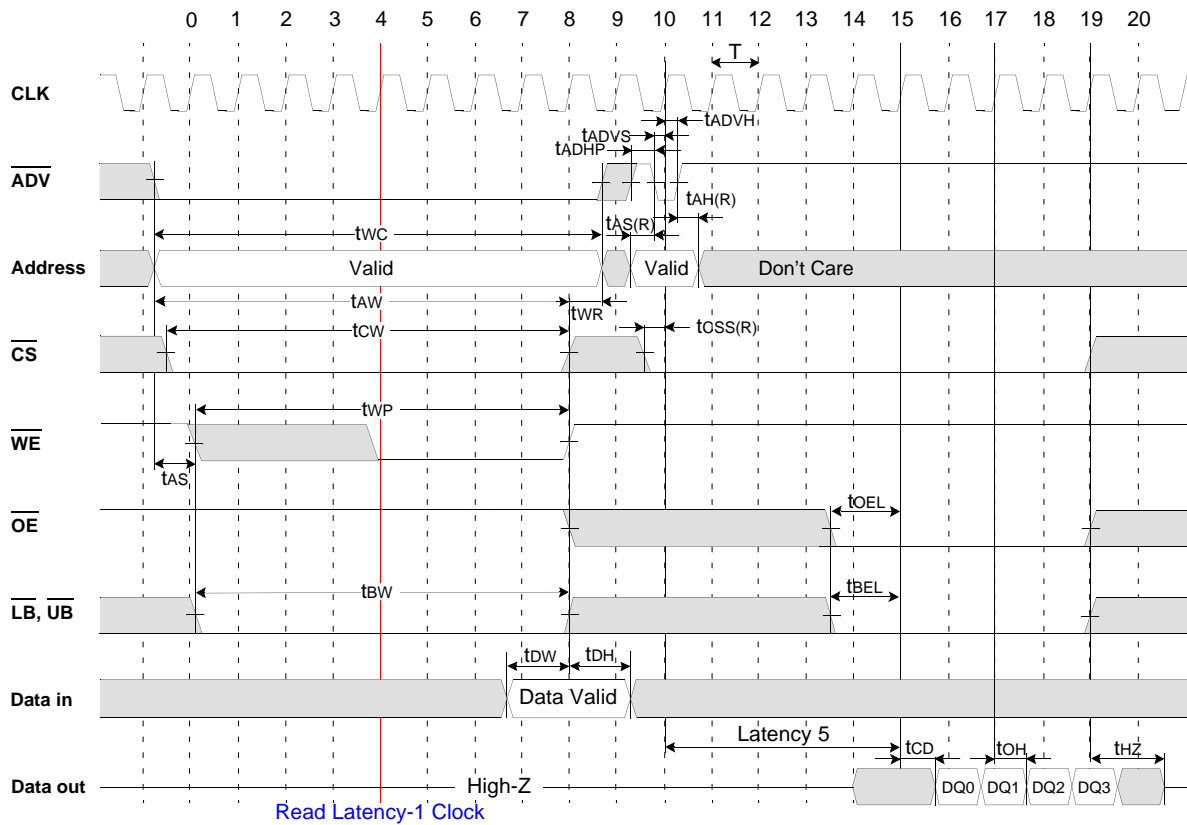 0 1 2 3 4 5 6 7 8 9 10 11 12 13 14 15 16 17 18 19 20
T
CLK
tADVH
tADVS
tADHP
ADV
tAH(R)
tAS(R)
tWC
Address Valid Valid Don't Care
tAW
tWR
tCW
tCSS(R)
CS
tWP
WE
tAS
tOEL
OE
tBW
tBEL
LB, UB
tDW tDH
Data in Data Valid
Latency 5
tCD tOH tHZ
Data out High-Z DQ0 DQ1 DQ2 DQ3
Read Latency-1 Clock